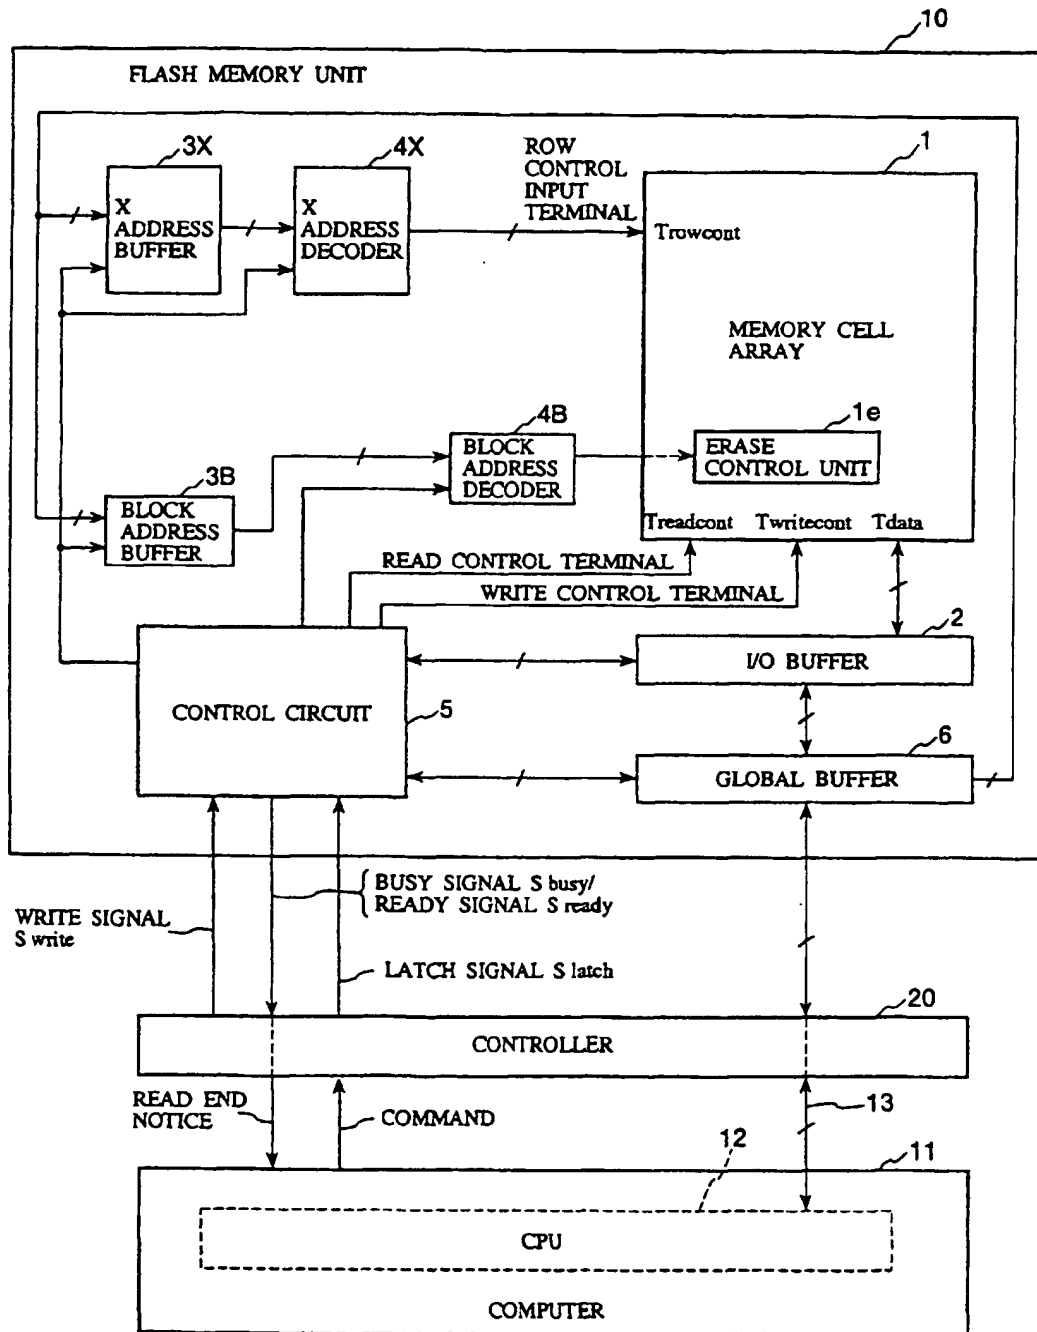 10
FLASH MEMORY UNIT
3X
4X
ROW
CONTROL
INPUT
TERMINAL
1
X
ADDRESS
BUFFER
X
ADDRESS
DECODER
Trowcont
MEMORY CELL
ARRAY
4B
1e
BLOCK
ADDRESS
DECODER
ERASE
CONTROL UNIT
3B
BLOCK
ADDRESS
BUFFER
Treadcont
Twritecont
Tdata
READ CONTROL TERMINAL
WRITE CONTROL TERMINAL
2
I/O BUFFER
CONTROL CIRCUIT
5
6
GLOBAL BUFFER
BUSY SIGNAL S busy/
READY SIGNAL S ready
WRITE SIGNAL
S write
LATCH SIGNAL S latch
20
CONTROLLER
READ END
NOTICE
COMMAND
13
12
11
CPU
COMPUTER